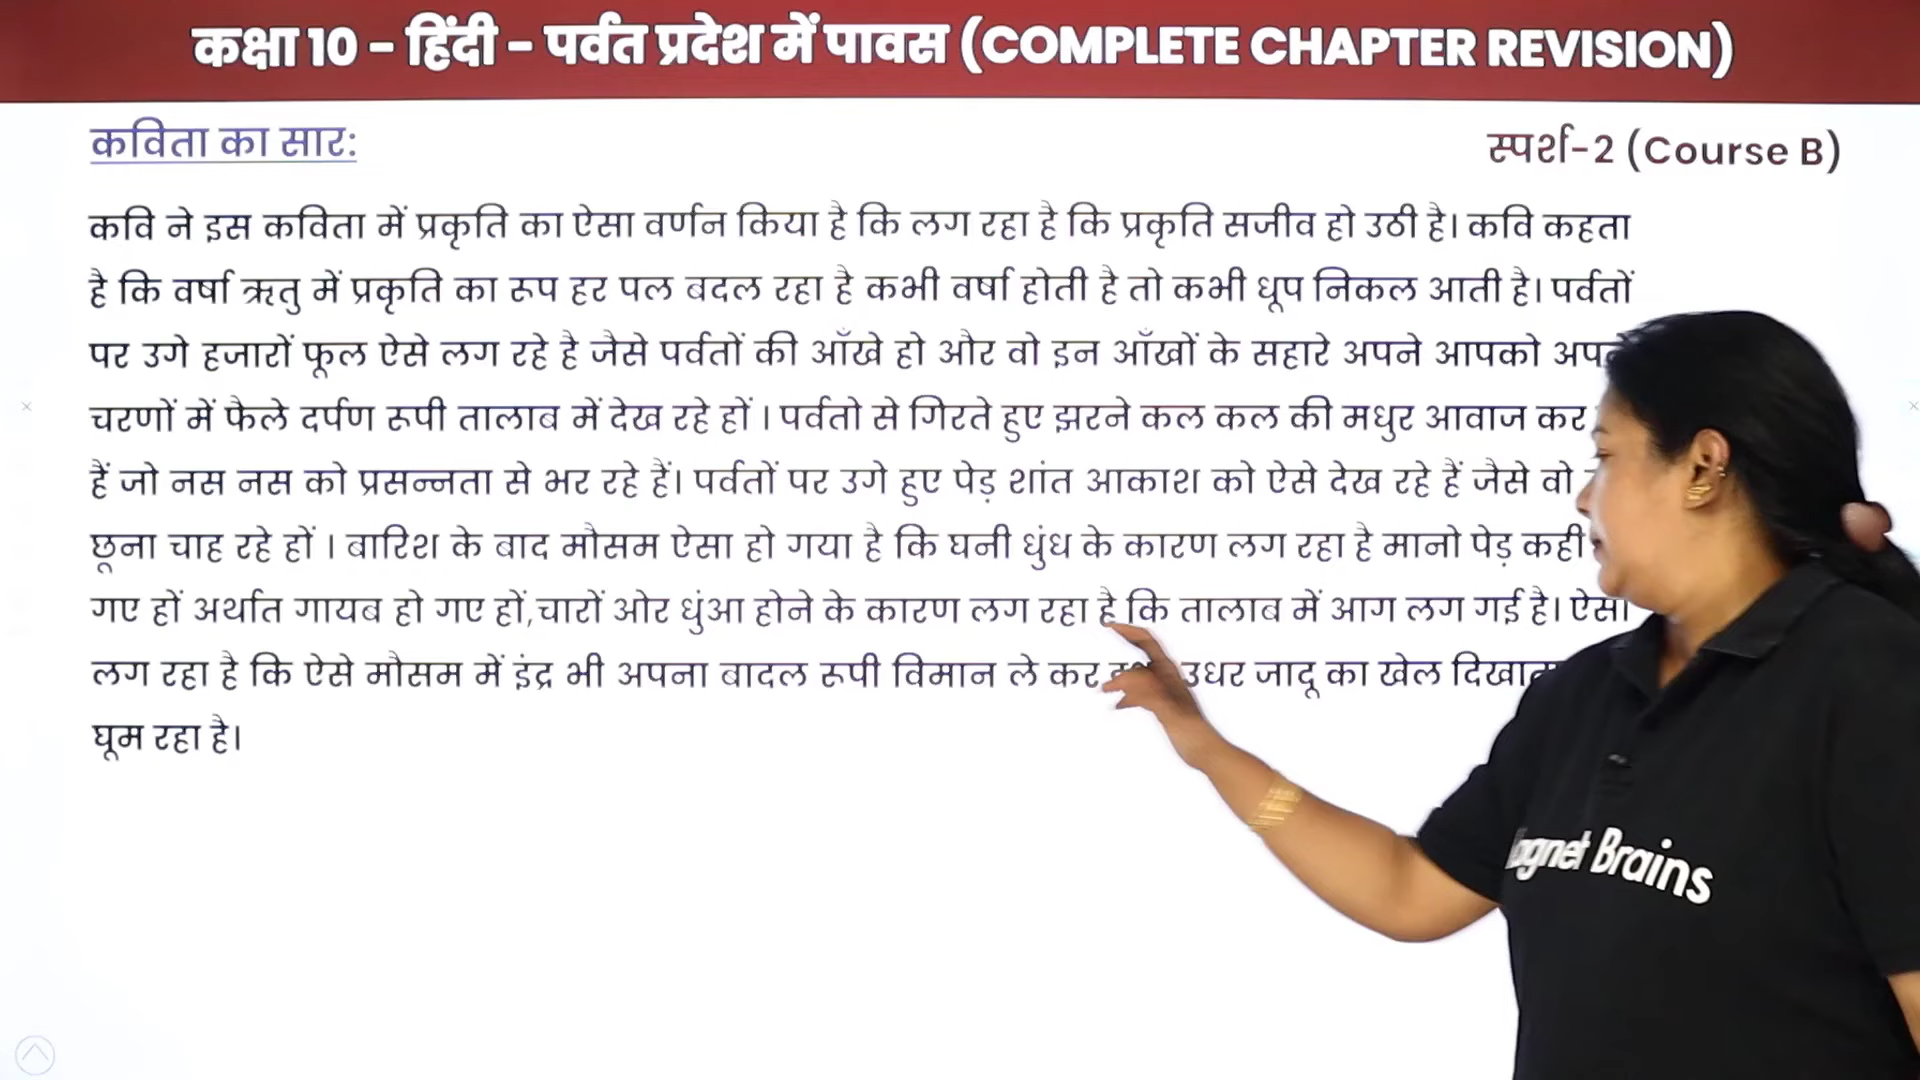 कक्षा 10 - हिंदी - पर्वत प्रदेश में पावस (COMPLETE CHAPTER REVISION)
कविता का सार:
स्पर्श-2 (Course B)
कवि ने इस कविता में प्रकृति का ऐसा वर्णन किया है कि लग रहा है कि प्रकृति सजीव हो उठी है। कवि कहता
है कि वर्षा ऋतु में प्रकृति का रूप हर पल बदल रहा है कभी वर्षा होती है तो कभी धूप निकल आती है। पर्वतों
पर उगे हजारों फूल ऐसे लग रहे है जैसे पर्वतों की आँखे हो और वो इन आँखों के सहारे अपने आपको
चरणों में फैले दर्पण रूपी तालाब में देख रहे हों । पर्वतो से गिरते हुए झरने कल कल की मधुर आवाज कर
हैं जो नस नस को प्रसन्नता से भर रहे हैं। पर्वतों पर उगे हुए पेड़ शांत आकाश को ऐसे देख रहे हैं जैसे वो
छूना चाह रहे हों । बारिश के बाद मौसम ऐसा हो गया है कि घनी धुंध के कारण लग रहा है मानो पेड़ कही
गए हों अर्थात गायब हो गए हों,चारों ओर धुंआ होने के कारण लग रहा है कि तालाब में आग लग गई है। ऐसा
लग रहा है कि ऐसे मौसम में इंद्र भी अपना बादल रूपी विमान ले कर उधर जादू का खेल
घूम रहा है।
Brains